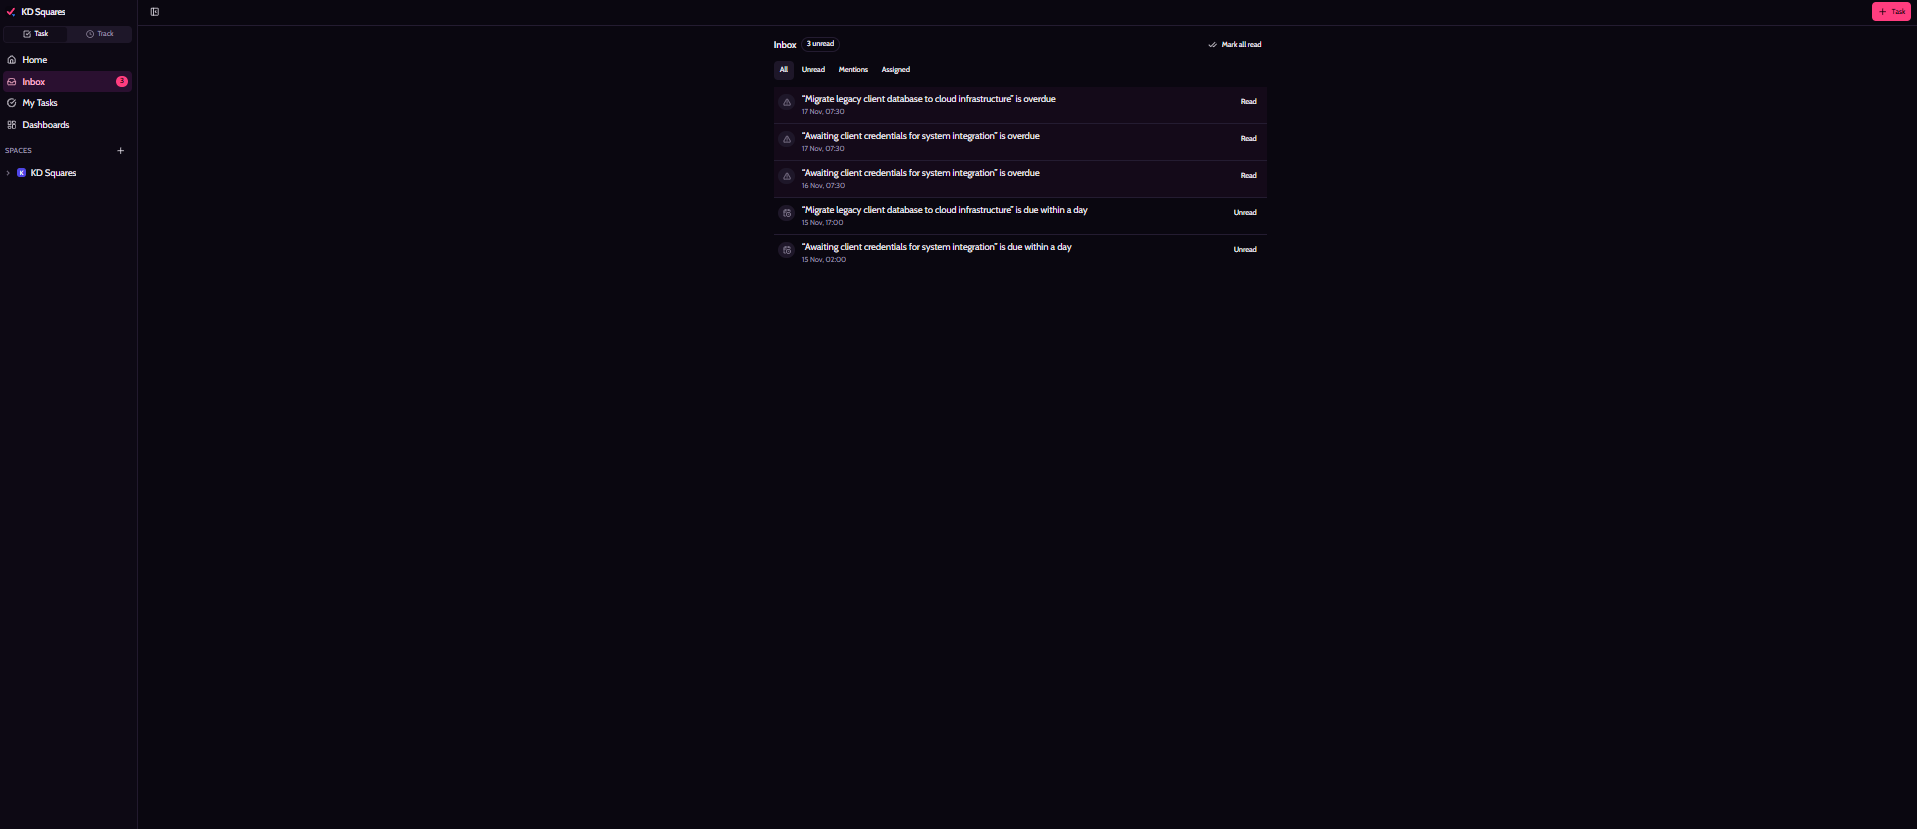 KD Squares
Task
Track
Home
Inbox
3
My Tasks
Dashboards
SPACES
K
KD Squares
Task
Inbox
3 unread
Mark all read
All
Unread
Mentions
Assigned
"Migrate legacy client database to cloud infrastructure" is overdue
17 Nov, 07:30
Read
"Awaiting client credentials for system integration" is overdue
17 Nov, 07:30
Read
"Awaiting client credentials for system integration" is overdue
16 Nov, 07:30
Read
"Migrate legacy client database to cloud infrastructure" is due within a day
15 Nov, 17:00
Unread
"Awaiting client credentials for system integration" is due within a day
15 Nov, 02:00
Unread